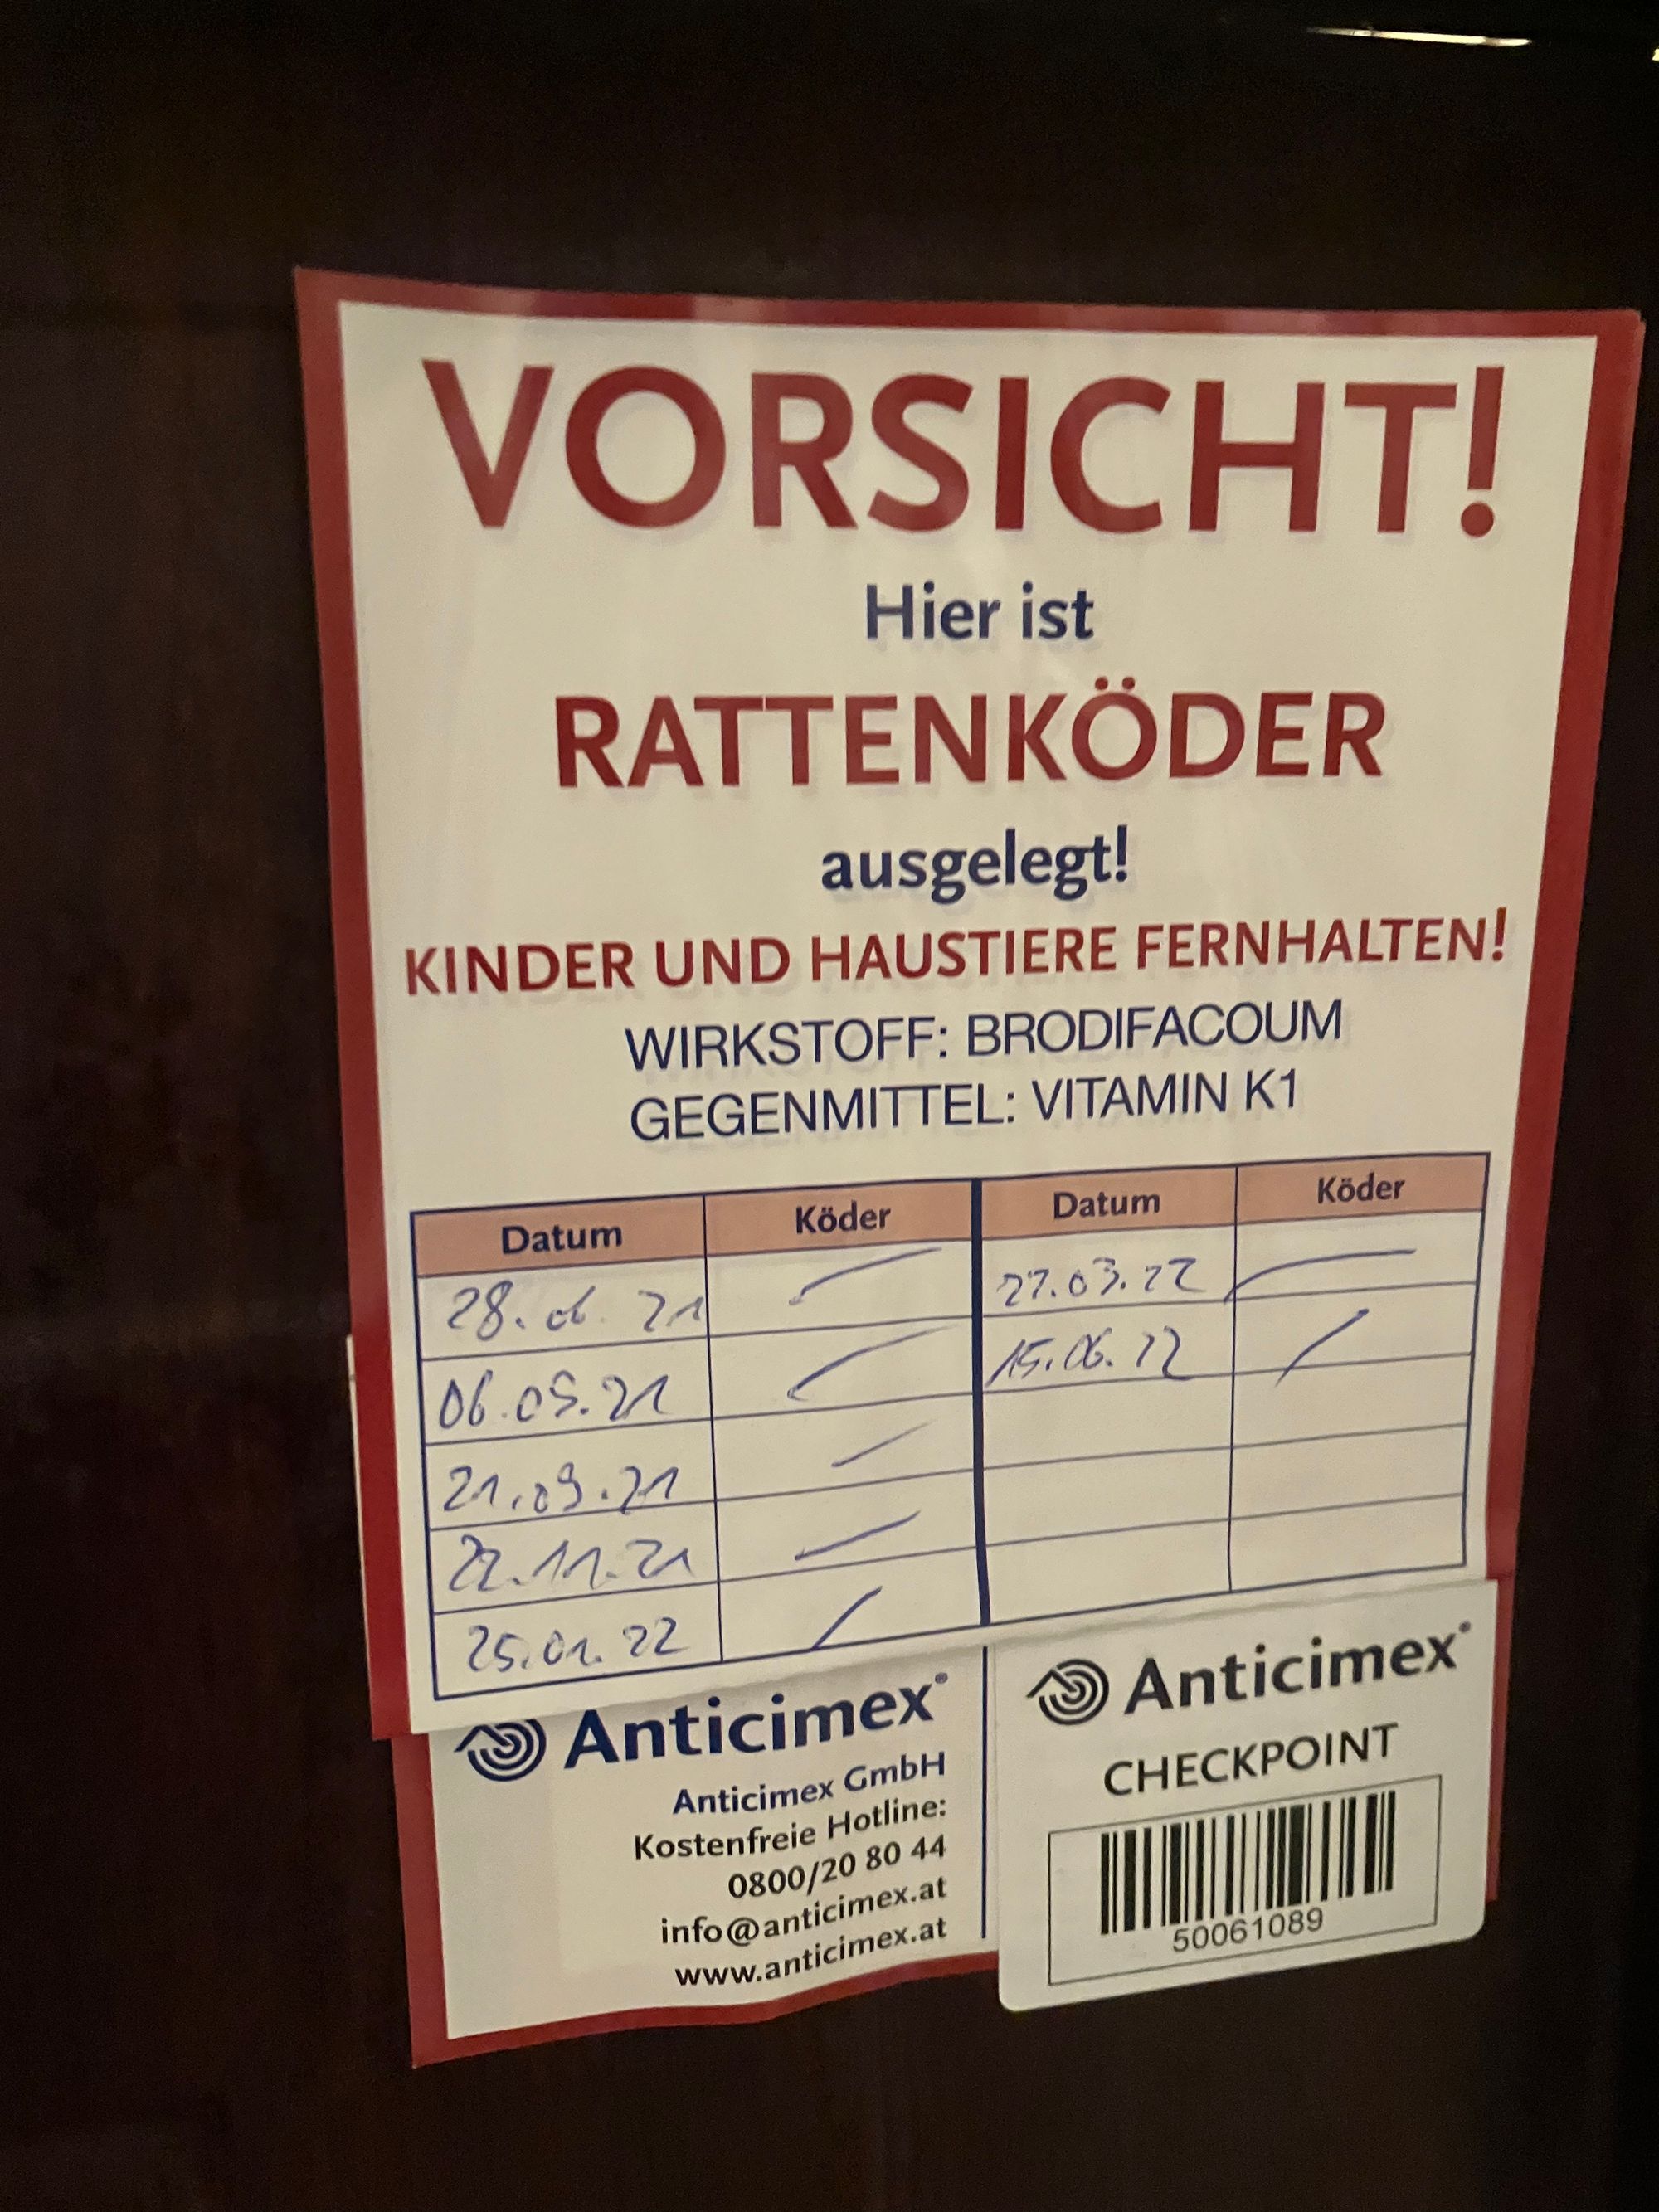 VORSICHT!
Hier ist
RATTENKÖDER
ausgelegt!
KINDER UND HAUSTIERE FERNHALTEN!
WIRKSTOFF: BRODIFACOUM
GEGENMITTEL: VITAMIN K1
Datum Köder Datum Köder
28.06.21 22.03.22
06.09.21 15.06.22
21.09.21
22.11.21
25.01.22
Anticimex
Anticimex GmbH
Kostenfreie Hotline:
0800/20 80 44
info@anticimex.at
www.anticimex.at
Anticimex
CHECKPOINT
50061089